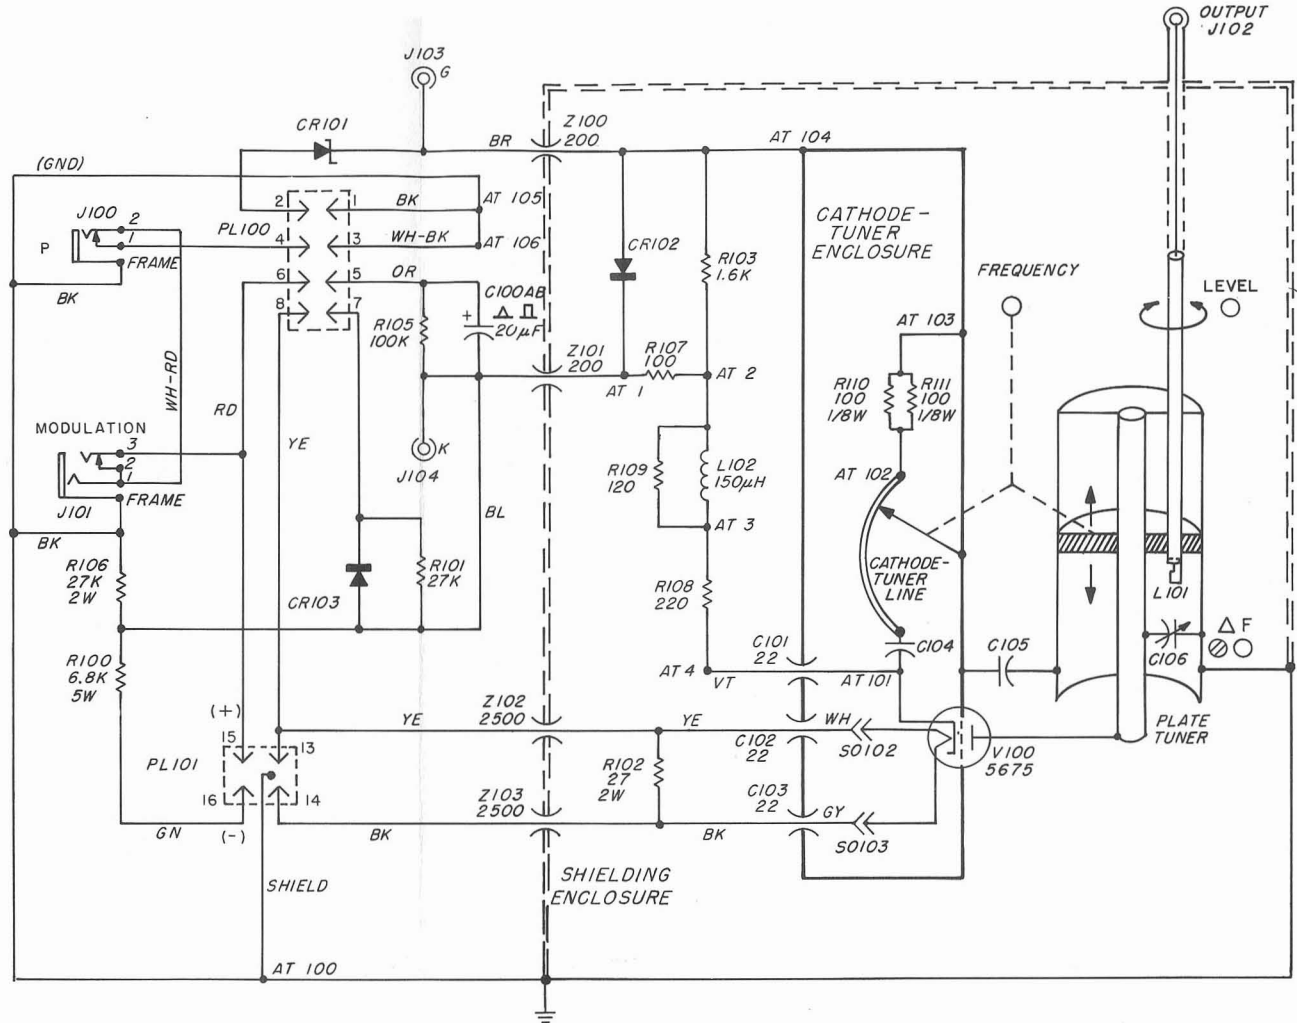 OUTPUT
J102
J103
G
CR101
BR
Z100
200
AT 104
(GND)
2
1
BK
AT 105
J100
2
1
P
FRAME
BK
PL100
4
3
WH-BK
AT 106
CATHODE-
TUNER
ENCLOSURE
CR102
R103
1.6K
FREQUENCY
LEVEL
6
5
OR
8
7
C100AB
+
20μF
R105
100K
AT 103
Z101
200
R107
100
AT 1
AT 2
R110
100
1/8W
R111
100
1/8W
WH-RD
RD
YE
MODULATION
3
2
1
FRAME
J101
BK
K
J104
BL
R109
120
L102
150μH
AT 3
AT 102
CATHODE-
TUNER
LINE
R106
27K
2W
CR103
R101
27K
R108
220
L101
Δ F
C106
R100
6.8K
5W
C101
22
C104
C105
AT 4
VT
AT 101
PLATE
TUNER
(+)
15
13
YE
Z102
2500
YE
WH
SO102
C102
22
V100
5675
PL101
16
14
R102
27
2W
C103
22
GY
SO103
GN
(-)
BK
Z103
2500
BK
SHIELD
SHIELDING
ENCLOSURE
AT 100